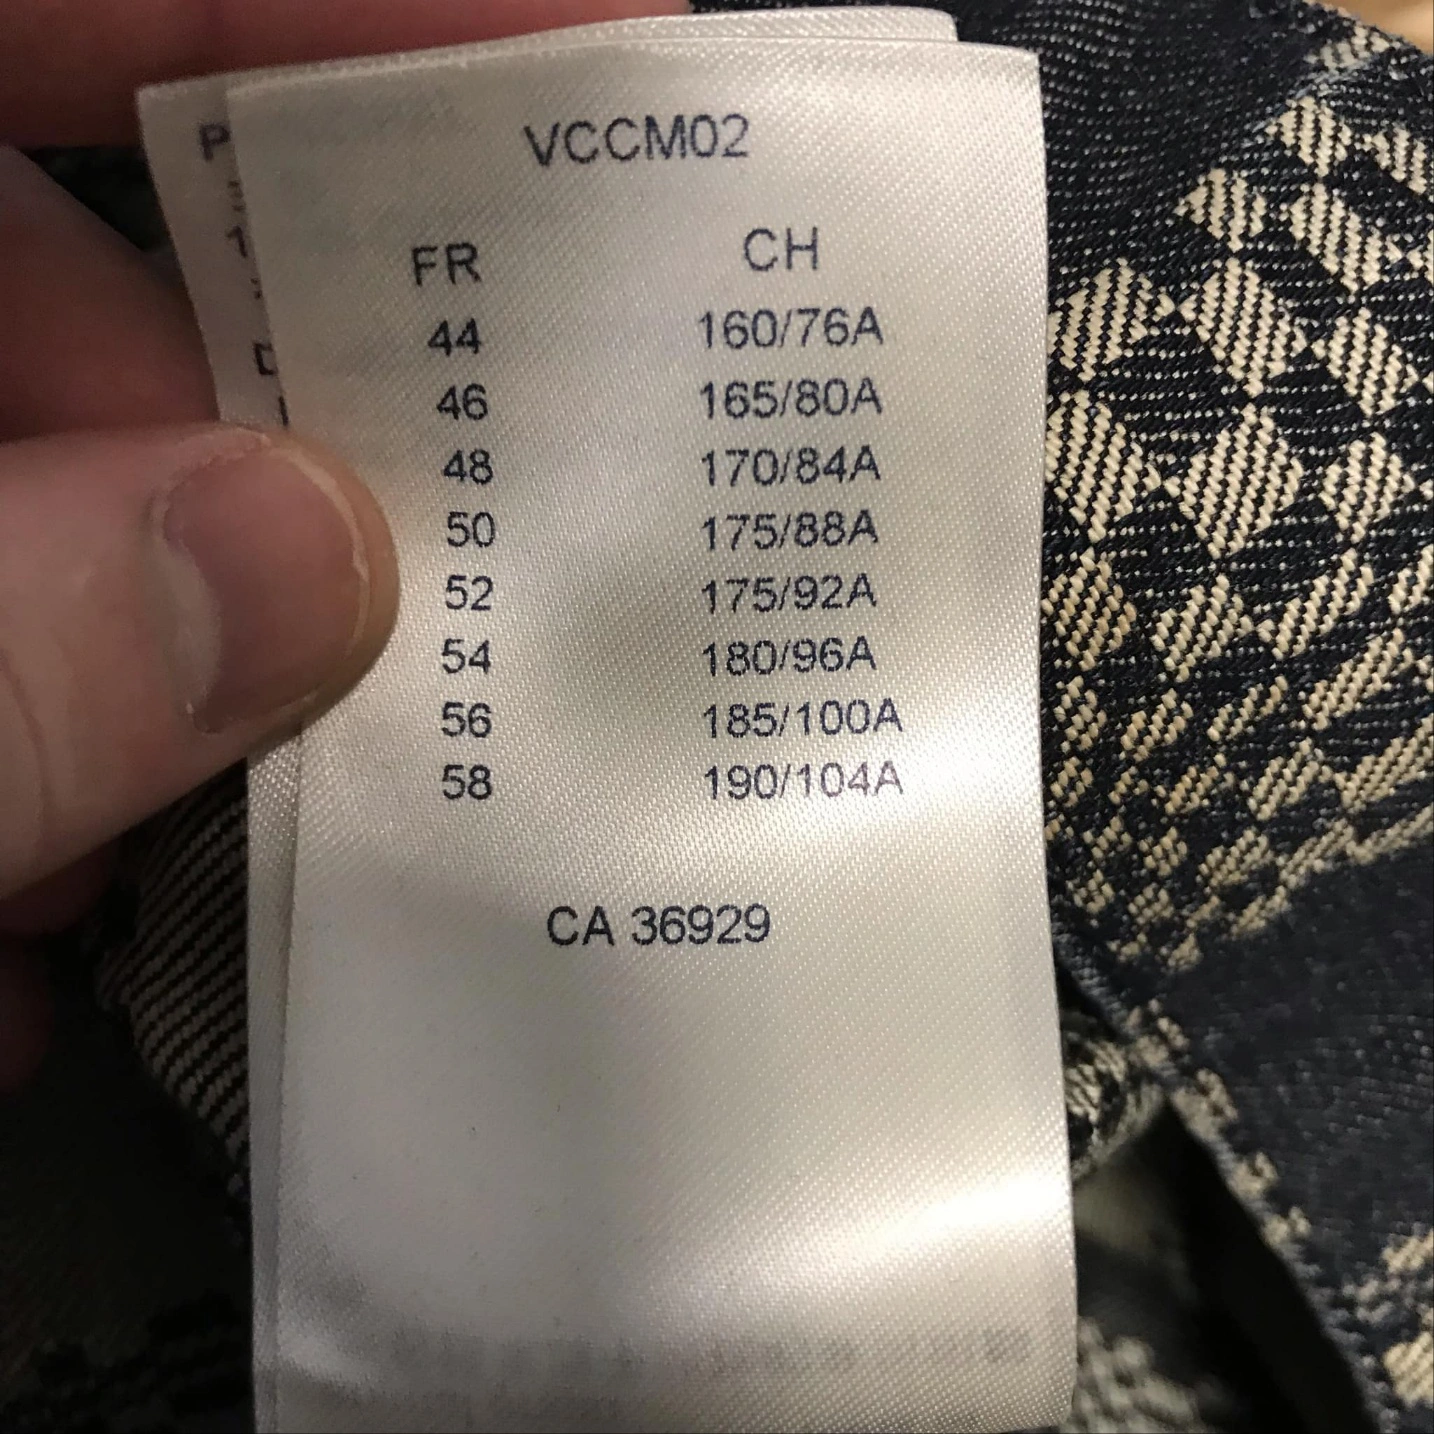 VCCM02
FR CH
44 160/76A
46 165/80A
48 170/84A
50 175/88A
52 175/92A
54 180/96A
56 185/100A
58 190/104A
CA 36929